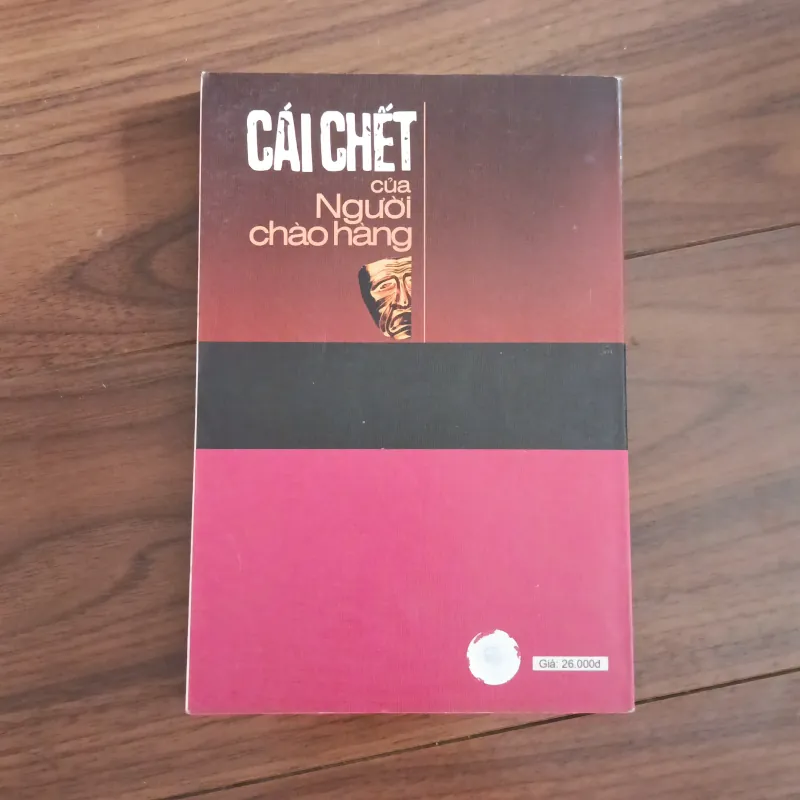 CÁI CHẾT
của
Người
chào hàng
Giá: 26.000đ